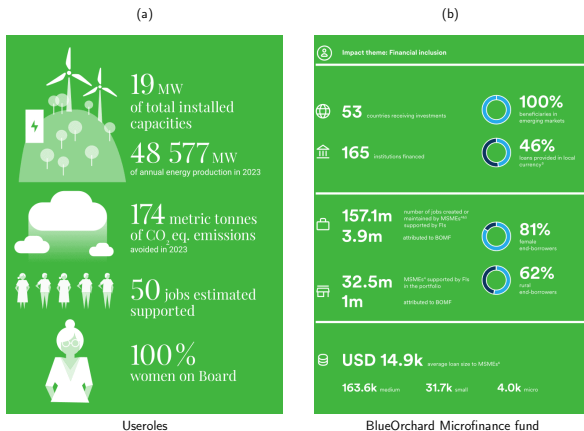 (a)
19 MW
of total installed
capacities
48 577 MW
of annual energy production in 2023
174 metric tonnes
of CO2 eq. emissions
avoided in 2023
50 jobs estimated
supported
100%
women on Board
Useroles
(b)
Impact theme: Financial inclusion
53 countries receiving investments
100%
beneficiaries in
emerging markets
165 institutions financed
46%
loans provided in local
currency
157.1m number of jobs created or
maintained by MSMEs
supported by FIs
3.9m attributed to BOMF
81%
female
end-borrowers
32.5m MSMEs supported by FIs
in the portfolio
1m attributed to BOMF
62%
rural
end-borrowers
USD 14.9k average loan size to MSMEs
163.6k medium 31.7k small 4.0k micro
BlueOrchard Microfinance fund